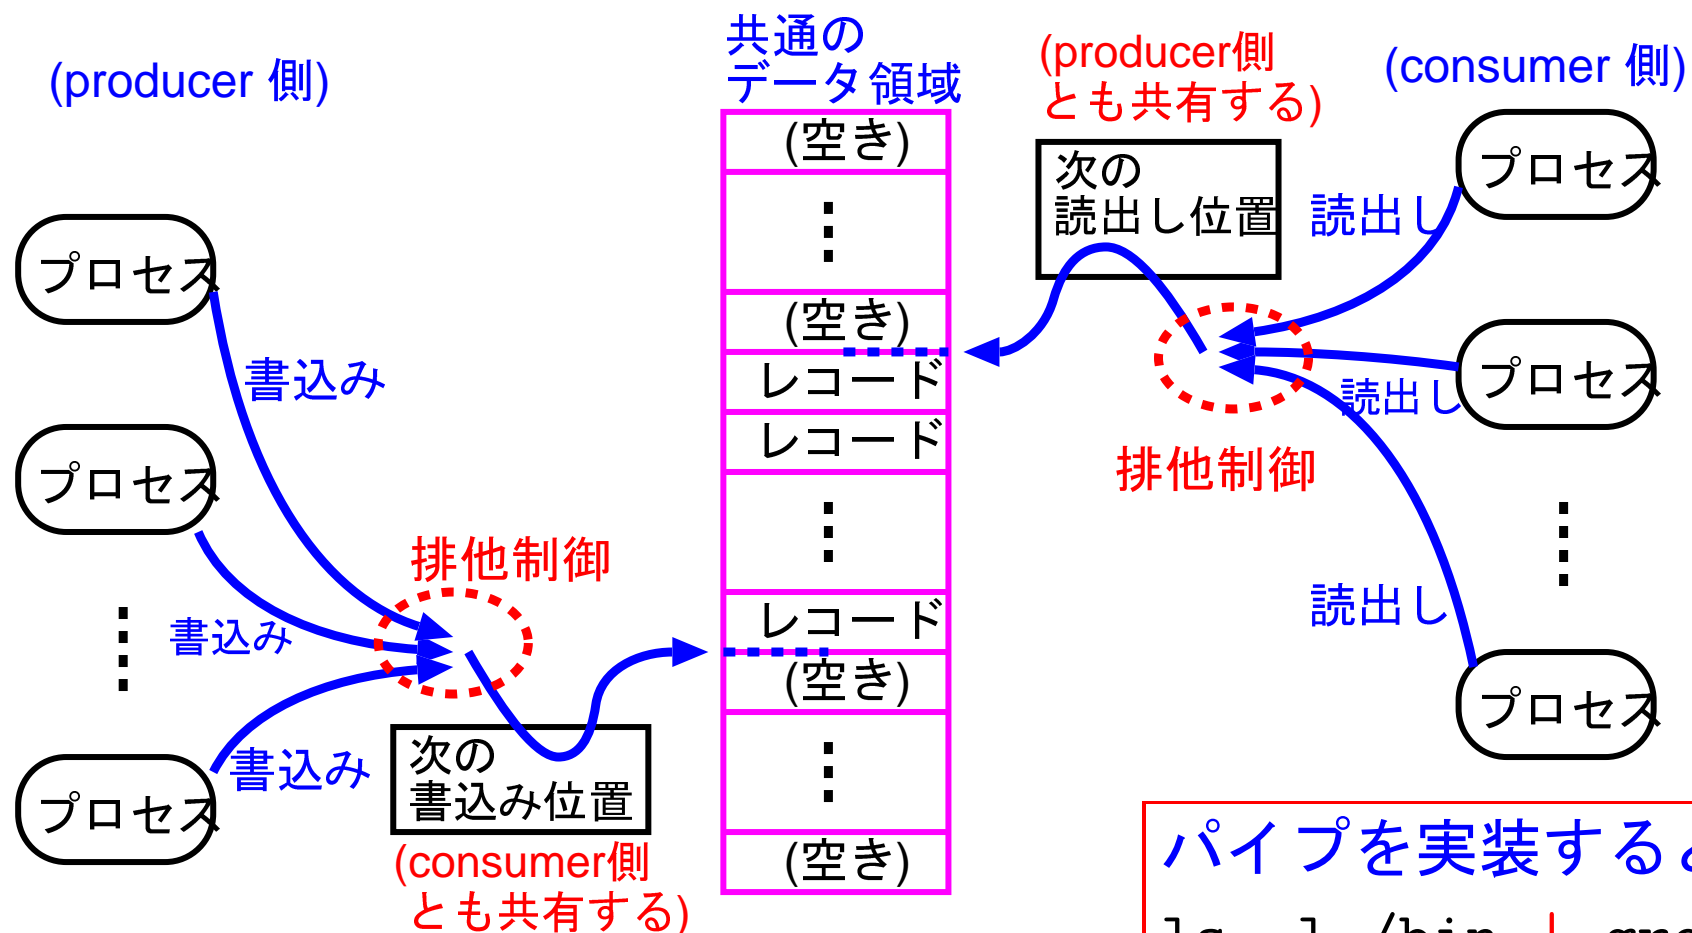 (producer 側)
プロセス
プロセス
プロセス
書込み
書込み
書込み
排他制御
次の
書込み位置
(consumer側
とも共有する)
共通の
データ領域
(空き)
(空き)
レコード
レコード
レコード
(空き)
(空き)
(producer側
とも共有する)
次の
読出し位置
排他制御
(consumer 側)
プロセス
プロセス
プロセス
読出し
読出し
読出し
パイプを実装する
ls -l /bin |